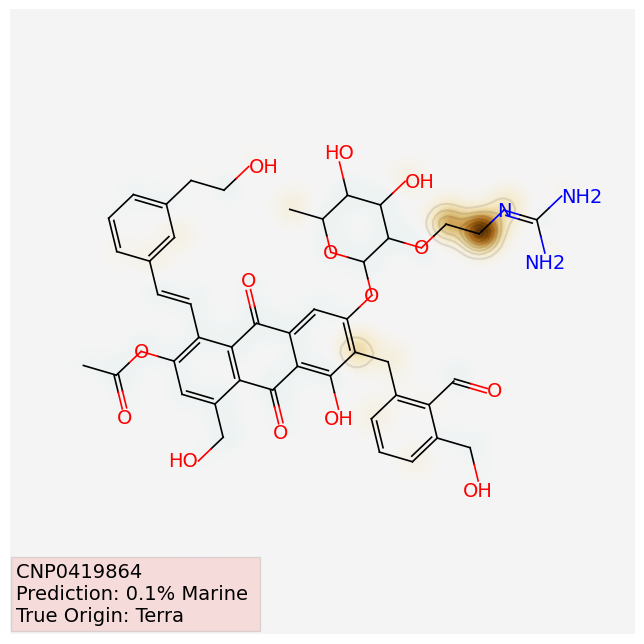 HO
OH
OH
NH2
N
O
O
NH2
O
O
O
O
O
OH
O
HO
OH
CNP0419864
Prediction: 0.1% Marine
True Origin: Terra